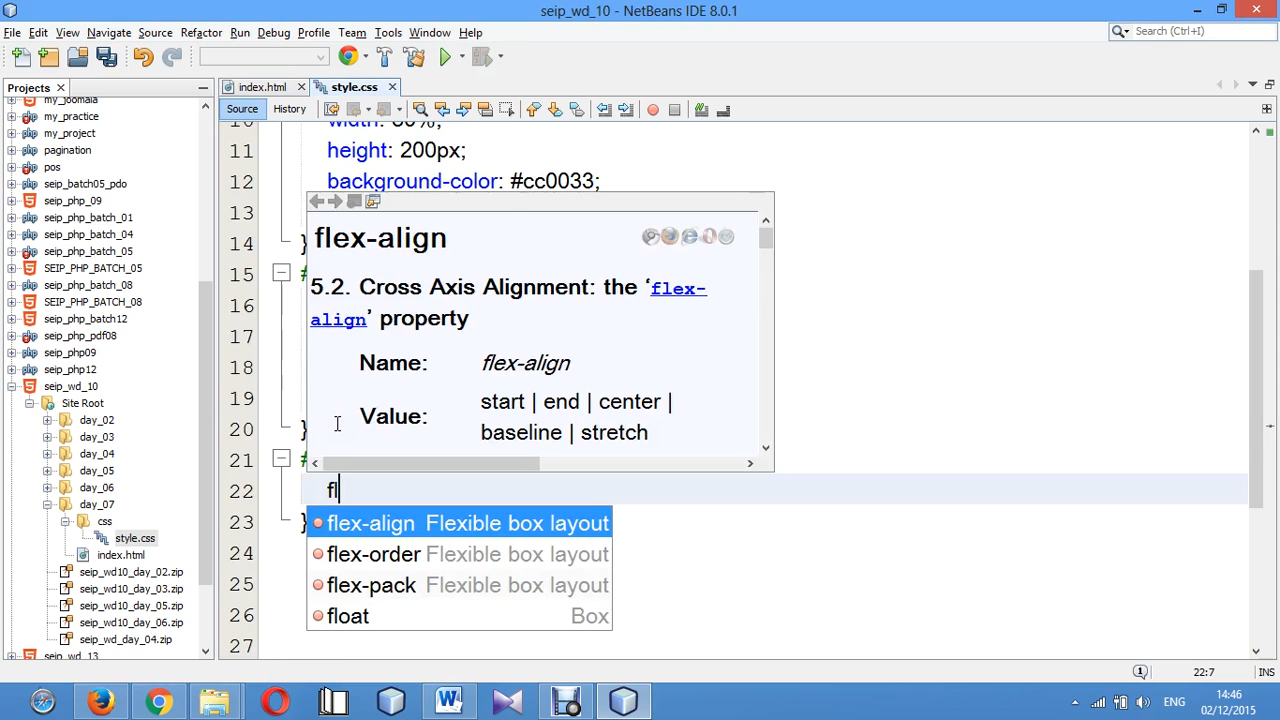 seip_wd_10 - NetBeans IDE 8.0.1
File Edit View Navigate Source Refactor Run Debug Profile Team Tools Window Help
Search (Ctrl+I)
Projects
index.html
style.css
Source
History
my_joomala
my_practice
my_project
pagination
pos
seip_batch05_pdo
seip_php_09
seip_php_batch_01
seip_php_batch_04
seip_php_batch_05
SEIP_PHP_BATCH_05
seip_php_batch_08
SEIP_PHP_BATCH_08
seip_php_batch12
seip_php_pdf08
seip_php09
seip_php12
seip_wd_10
Site Root
day_02
day_03
day_04
day_05
day_06
day_07
css
style.css
index.html
seip_wd10_day_02.zip
seip_wd10_day_03.zip
seip_wd10_day_05.zip
seip_wd10_day_06.zip
seip_wd_day_04.zip
seip_wd_13
10 width: 80%;
11 height: 200px;
12 background-color: #cc0033;
13
14 }
15 #
16
17
18
19
20 }
21 #
22 fl
23 }
24
25
26
27
flex-align
5.2. Cross Axis Alignment: the ‘flex-
align’ property
Name: flex-align
Value: start | end | center |
baseline | stretch
flex-align Flexible box layout
flex-order Flexible box layout
flex-pack Flexible box layout
float Box
1
22:7
INS
ENG
14:46
02/12/2015